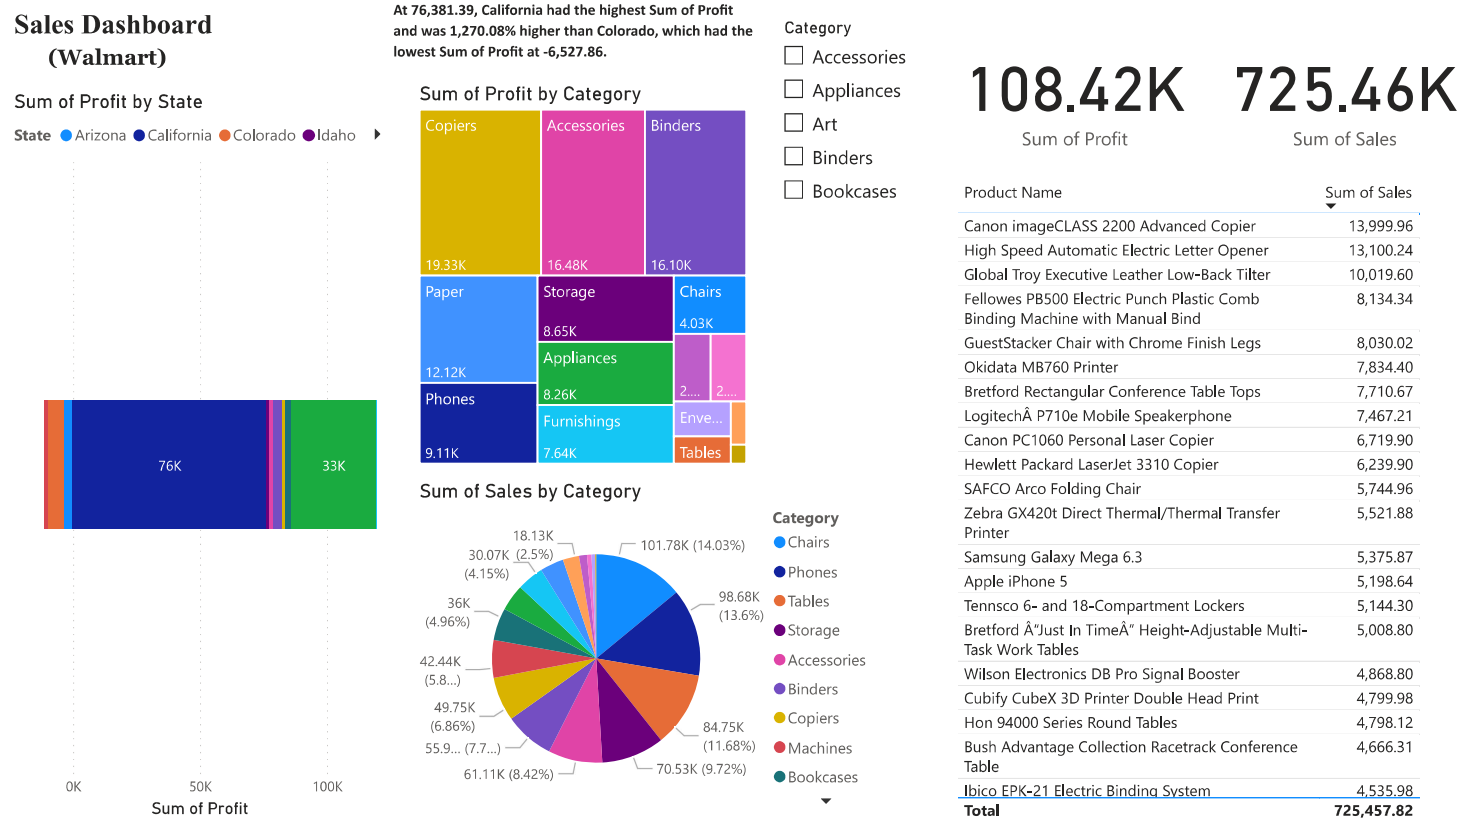 Sales Dashboard
(Walmart)
At 76,381.39, California had the highest Sum of Profit
and was 1,270.08% higher than Colorado, which had the
lowest Sum of Profit at -6,527.86.
Sum of Profit by State
State Arizona California Colorado Idaho
76K
33K
0K 50K 100K
Sum of Profit
Sum of Profit by Category
Copiers
19.33K
Accessories
16.48K
Binders
16.10K
Paper
12.12K
Phones
9.11K
Storage
8.65K
Appliances
8.26K
Furnishings
7.64K
Chairs
4.03K
2....
2....
Enve...
Tables
Sum of Sales by Category
101.78K (14.03%)
98.68K
(13.6%)
84.75K
(11.68%)
70.53K (9.72%)
61.11K (8.42%)
55.9... (7.7...)
49.75K
(6.86%)
42.44K
(5.8...)
36K
(4.96%)
30.07K
(4.15%)
18.13K
(2.5%)
Category
Chairs
Phones
Tables
Storage
Accessories
Binders
Copiers
Machines
Bookcases
Category
Accessories
Appliances
Art
Binders
Bookcases
108.42K
Sum of Profit
725.46K
Sum of Sales
Product Name Sum of Sales
Canon imageCLASS 2200 Advanced Copier 13,999.96
High Speed Automatic Electric Letter Opener 13,100.24
Global Troy Executive Leather Low-Back Tilter 10,019.60
Fellowes PB500 Electric Punch Plastic Comb 8,134.34
Binding Machine with Manual Bind
GuestStacker Chair with Chrome Finish Legs 8,030.02
Okidata MB760 Printer 7,834.40
Bretford Rectangular Conference Table Tops 7,710.67
LogitechÂ P710e Mobile Speakerphone 7,467.21
Canon PC1060 Personal Laser Copier 6,719.90
Hewlett Packard LaserJet 3310 Copier 6,239.90
SAFCO Arco Folding Chair 5,744.96
Zebra GX420t Direct Thermal/Thermal Transfer 5,521.88
Printer
Samsung Galaxy Mega 6.3 5,375.87
Apple iPhone 5 5,198.64
Tennsco 6- and 18-Compartment Lockers 5,144.30
Bretford Â“Just In TimeÂ” Height-Adjustable Multi- 5,008.80
Task Work Tables
Wilson Electronics DB Pro Signal Booster 4,868.80
Cubify CubeX 3D Printer Double Head Print 4,799.98
Hon 94000 Series Round Tables 4,798.12
Bush Advantage Collection Racetrack Conference 4,666.31
Table
Ibico EPK-21 Electric Binding System 4,535.98
Total 725,457.82